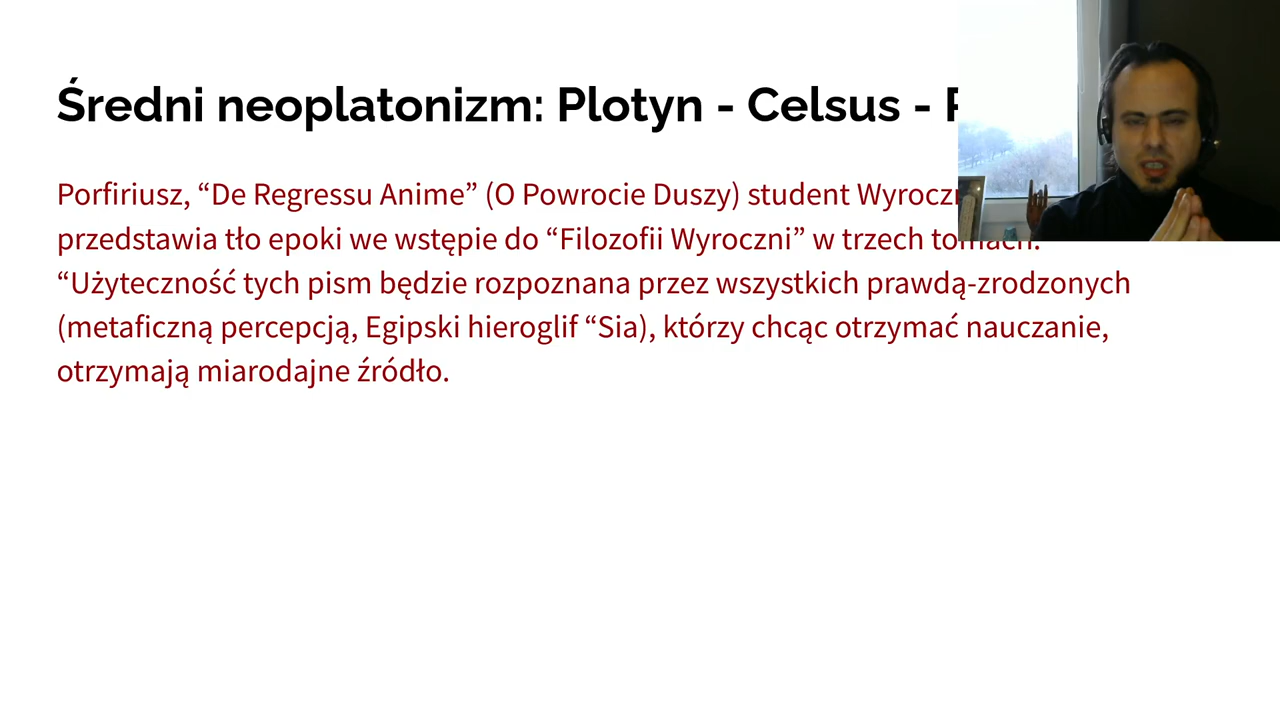 Średni neoplatonizm: Plotyn - Celsus -
Porfiriusz, “De Regressu Anime” (O Powrocie Duszy) student
przedstawia tło epoki we wstępie do “Filozofii Wyroczni” w trzech tomach:
“Użyteczność tych pism będzie rozpoznana przez wszystkich prawdą-zrodzonych
(metaficzną percepcją, Egipski hieroglif “Sia), którzy chcąc otrzymać nauczanie,
otrzymają miarodajne źródło.